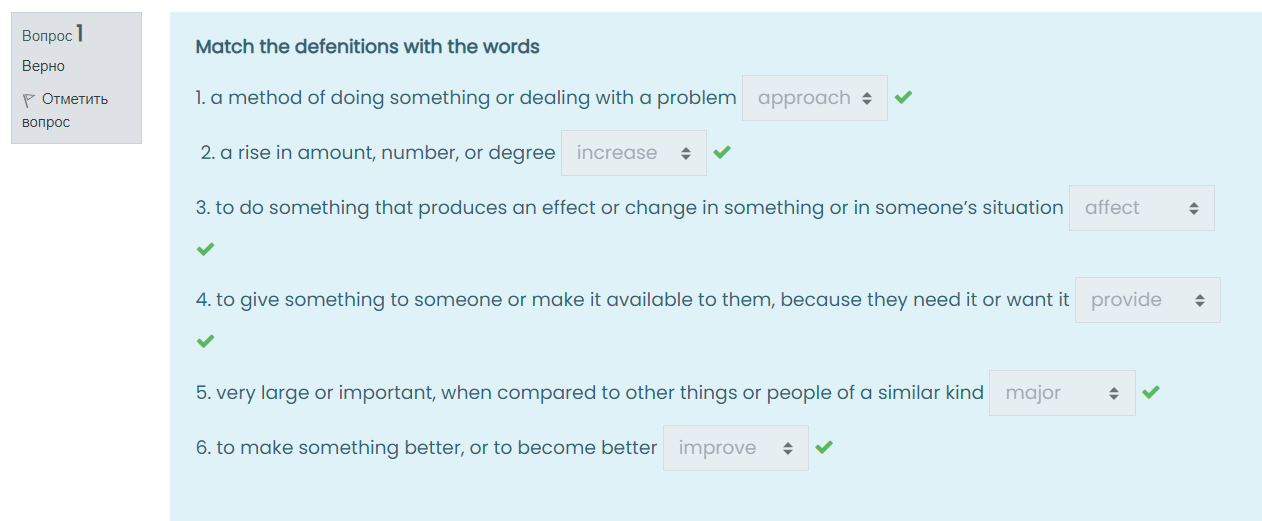 Вопрос 1
Верно
Отметить
вопрос
Match the defenitions with the words
1. a method of doing something or dealing with a problem approach
2. a rise in amount, number, or degree increase
3. to do something that produces an effect or change in something or in someone’s situation affect
4. to give something to someone or make it available to them, because they need it or want it provide
5. very large or important, when compared to other things or people of a similar kind major
6. to make something better, or to become better improve